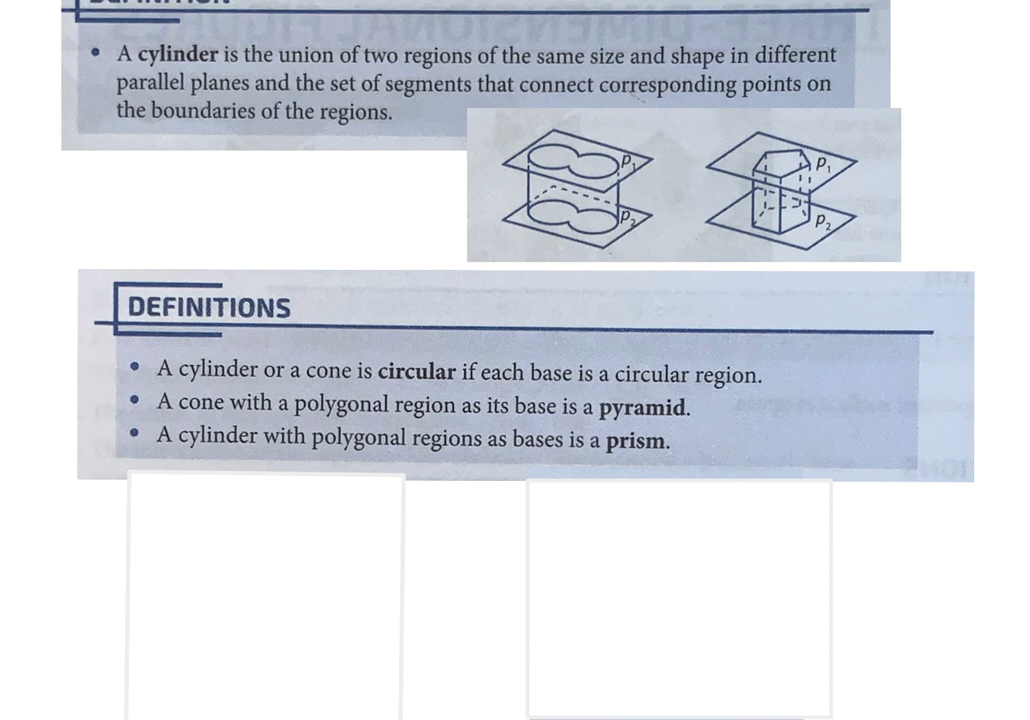 DEFINITION
• A cylinder is the union of two regions of the same size and shape in different
parallel planes and the set of segments that connect corresponding points on
the boundaries of the regions.
P1
P2
P1
P2
DEFINITIONS
• A cylinder or a cone is circular if each base is a circular region.
• A cone with a polygonal region as its base is a pyramid.
• A cylinder with polygonal regions as bases is a prism.